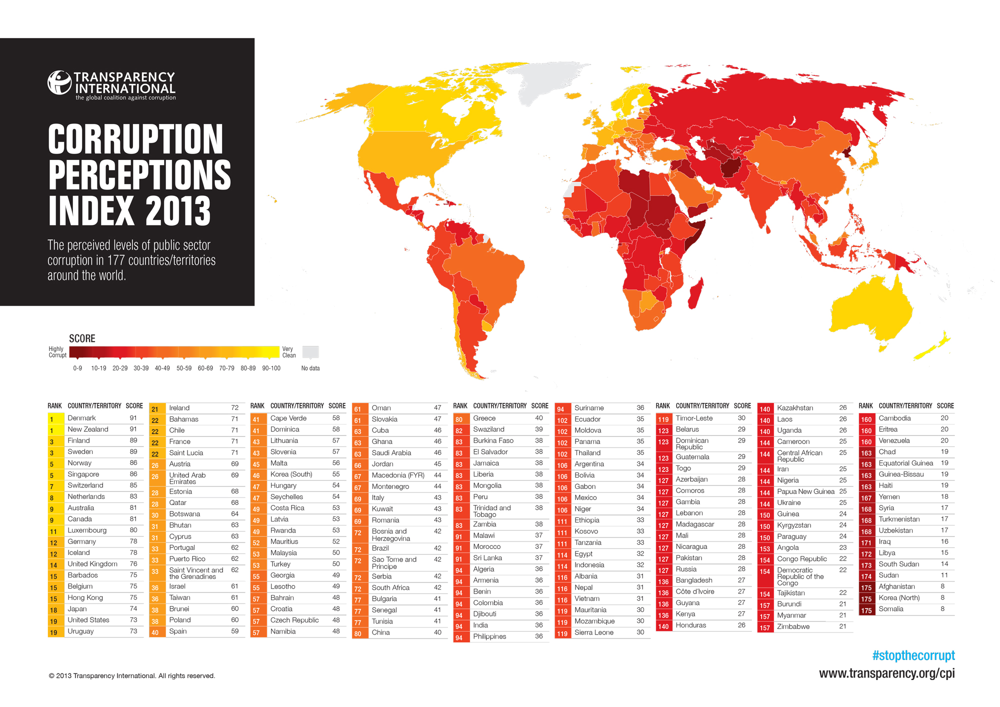 TRANSPARENCY
INTERNATIONAL
the global coalition against corruption
CORRUPTION
PERCEPTIONS
INDEX 2013
The perceived levels of public sector
corruption in 177 countries/territories
around the world.
SCORE
Highly
Corrupt
Very
Clean
0-9 10-19 20-29 30-39 40-49 50-59 60-69 70-79 80-89 90-100 No data
RANK COUNTRY/TERRITORY SCORE
1 Denmark 91
1 New Zealand 91
3 Finland 89
3 Sweden 89
5 Norway 86
5 Singapore 86
7 Switzerland 85
8 Netherlands 83
9 Australia 81
9 Canada 81
11 Luxembourg 80
12 Germany 78
12 Iceland 78
14 United Kingdom 76
15 Barbados 75
15 Belgium 75
15 Hong Kong 75
18 Japan 74
19 United States 73
19 Uruguay 73
21 Ireland 72
22 Bahamas 71
22 Chile 71
22 France 71
22 Saint Lucia 71
26 Austria 69
26 United Arab 69
Emirates
28 Estonia 68
28 Qatar 68
30 Botswana 64
31 Bhutan 63
31 Cyprus 63
33 Portugal 62
33 Puerto Rico 62
33 Saint Vincent and 62
the Grenadines
36 Israel 61
36 Taiwan 61
38 Brunei 60
38 Poland 60
40 Spain 59
RANK COUNTRY/TERRITORY SCORE
41 Cape Verde 58
41 Dominica 58
43 Lithuania 57
43 Slovenia 57
45 Malta 56
46 Korea (South) 55
47 Hungary 54
47 Seychelles 54
49 Costa Rica 53
49 Latvia 53
49 Rwanda 53
52 Mauritius 52
53 Malaysia 50
53 Turkey 50
55 Georgia 49
55 Lesotho 49
57 Bahrain 48
57 Croatia 48
57 Czech Republic 48
57 Namibia 48
61 Oman 47
61 Slovakia 47
63 Cuba 46
63 Ghana 46
63 Saudi Arabia 46
66 Jordan 45
67 Macedonia (FYR) 44
67 Montenegro 44
69 Italy 43
69 Kuwait 43
69 Romania 43
72 Bosnia and 42
Herzegovina
72 Brazil 42
72 Sao Tome and 42
Principe
72 Serbia 42
72 South Africa 42
77 Bulgaria 41
77 Senegal 41
77 Tunisia 41
80 China 40
RANK COUNTRY/TERRITORY SCORE
80 Greece 40
82 Swaziland 39
83 Burkina Faso 38
83 El Salvador 38
83 Jamaica 38
83 Liberia 38
83 Mongolia 38
83 Peru 38
83 Trinidad and 38
Tobago
83 Zambia 38
91 Malawi 37
91 Morocco 37
91 Sri Lanka 37
94 Algeria 36
94 Armenia 36
94 Benin 36
94 Colombia 36
94 Djibouti 36
94 India 36
94 Philippines 36
94 Suriname 36
102 Ecuador 35
102 Moldova 35
102 Panama 35
102 Thailand 35
106 Argentina 34
106 Bolivia 34
106 Gabon 34
106 Mexico 34
106 Niger 34
111 Ethiopia 33
111 Kosovo 33
111 Tanzania 33
114 Egypt 32
114 Indonesia 32
116 Albania 31
116 Nepal 31
116 Vietnam 31
119 Mauritania 30
119 Mozambique 30
119 Sierra Leone 30
RANK COUNTRY/TERRITORY SCORE
119 Timor-Leste 30
123 Belarus 29
123 Dominican 29
Republic
123 Guatemala 29
123 Togo 29
127 Azerbaijan 28
127 Comoros 28
127 Gambia 28
127 Lebanon 28
127 Madagascar 28
127 Mali 28
127 Nicaragua 28
127 Pakistan 28
127 Russia 28
136 Bangladesh 27
136 Côte d'Ivoire 27
136 Guyana 27
136 Kenya 27
140 Honduras 26
140 Kazakhstan 26
140 Laos 26
140 Uganda 26
144 Cameroon 25
144 Central African 25
Republic
144 Iran 25
144 Nigeria 25
144 Papua New Guinea 25
144 Ukraine 25
150 Guinea 24
150 Kyrgyzstan 24
150 Paraguay 24
153 Angola 23
154 Congo Republic 22
154 Democratic 22
Republic of the
Congo
154 Tajikistan 22
157 Burundi 21
157 Myanmar 21
157 Zimbabwe 21
RANK COUNTRY/TERRITORY SCORE
160 Cambodia 20
160 Eritrea 20
160 Venezuela 20
163 Chad 19
163 Equatorial Guinea 19
163 Guinea-Bissau 19
163 Haiti 19
167 Yemen 18
168 Syria 17
168 Turkmenistan 17
168 Uzbekistan 17
171 Iraq 16
172 Libya 15
173 South Sudan 14
174 Sudan 11
175 Afghanistan 8
175 Korea (North) 8
175 Somalia 8
#stopthecorrupt
www.transparency.org/cpi
© 2013 Transparency International. All rights reserved.